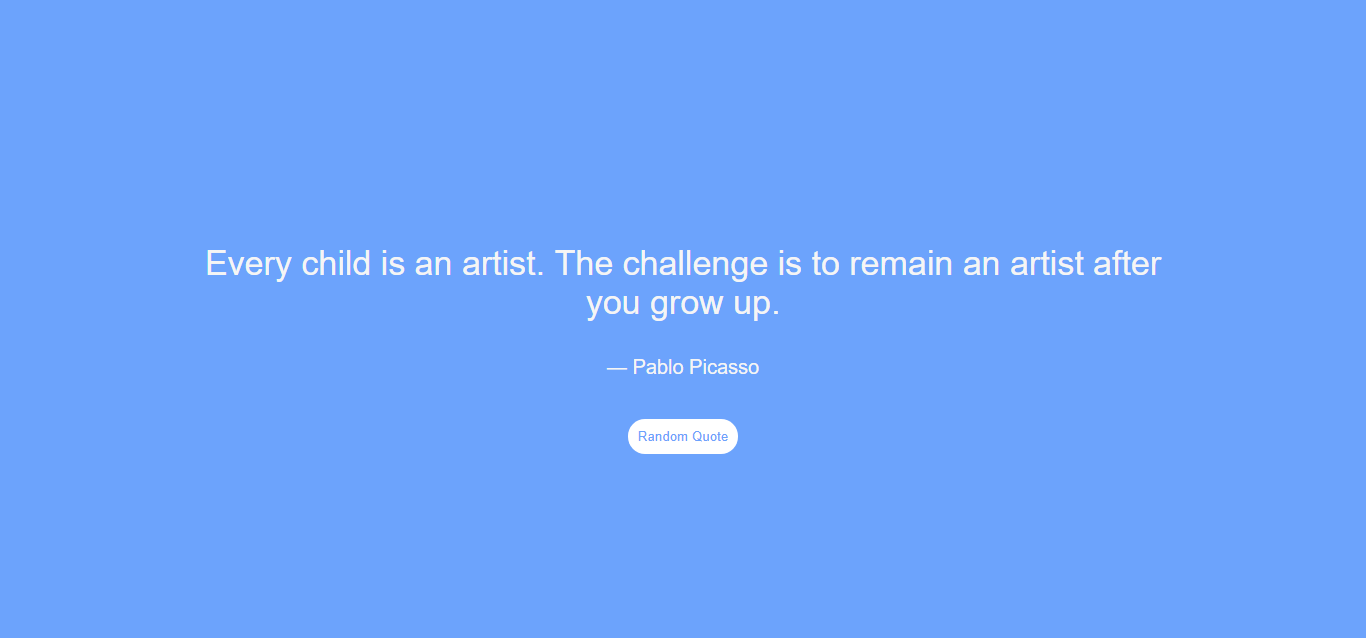 Every child is an artist. The challenge is to remain an artist after
you grow up.
— Pablo Picasso
Random Quote